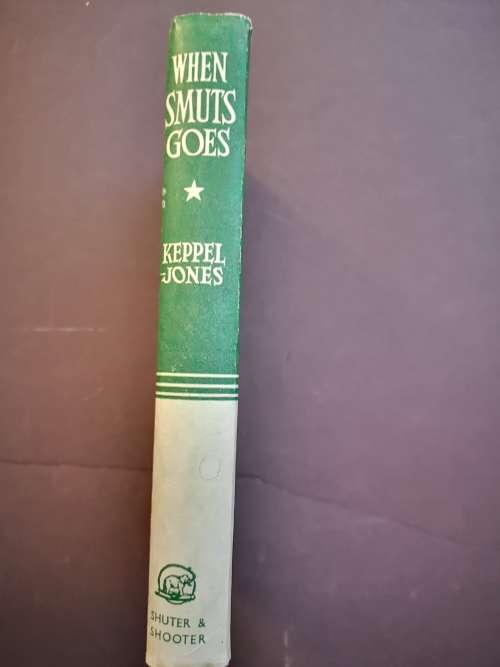 WHEN
SMUTS
GOES
KEPPEL
-JONES
SHUTER &
SHOOTER